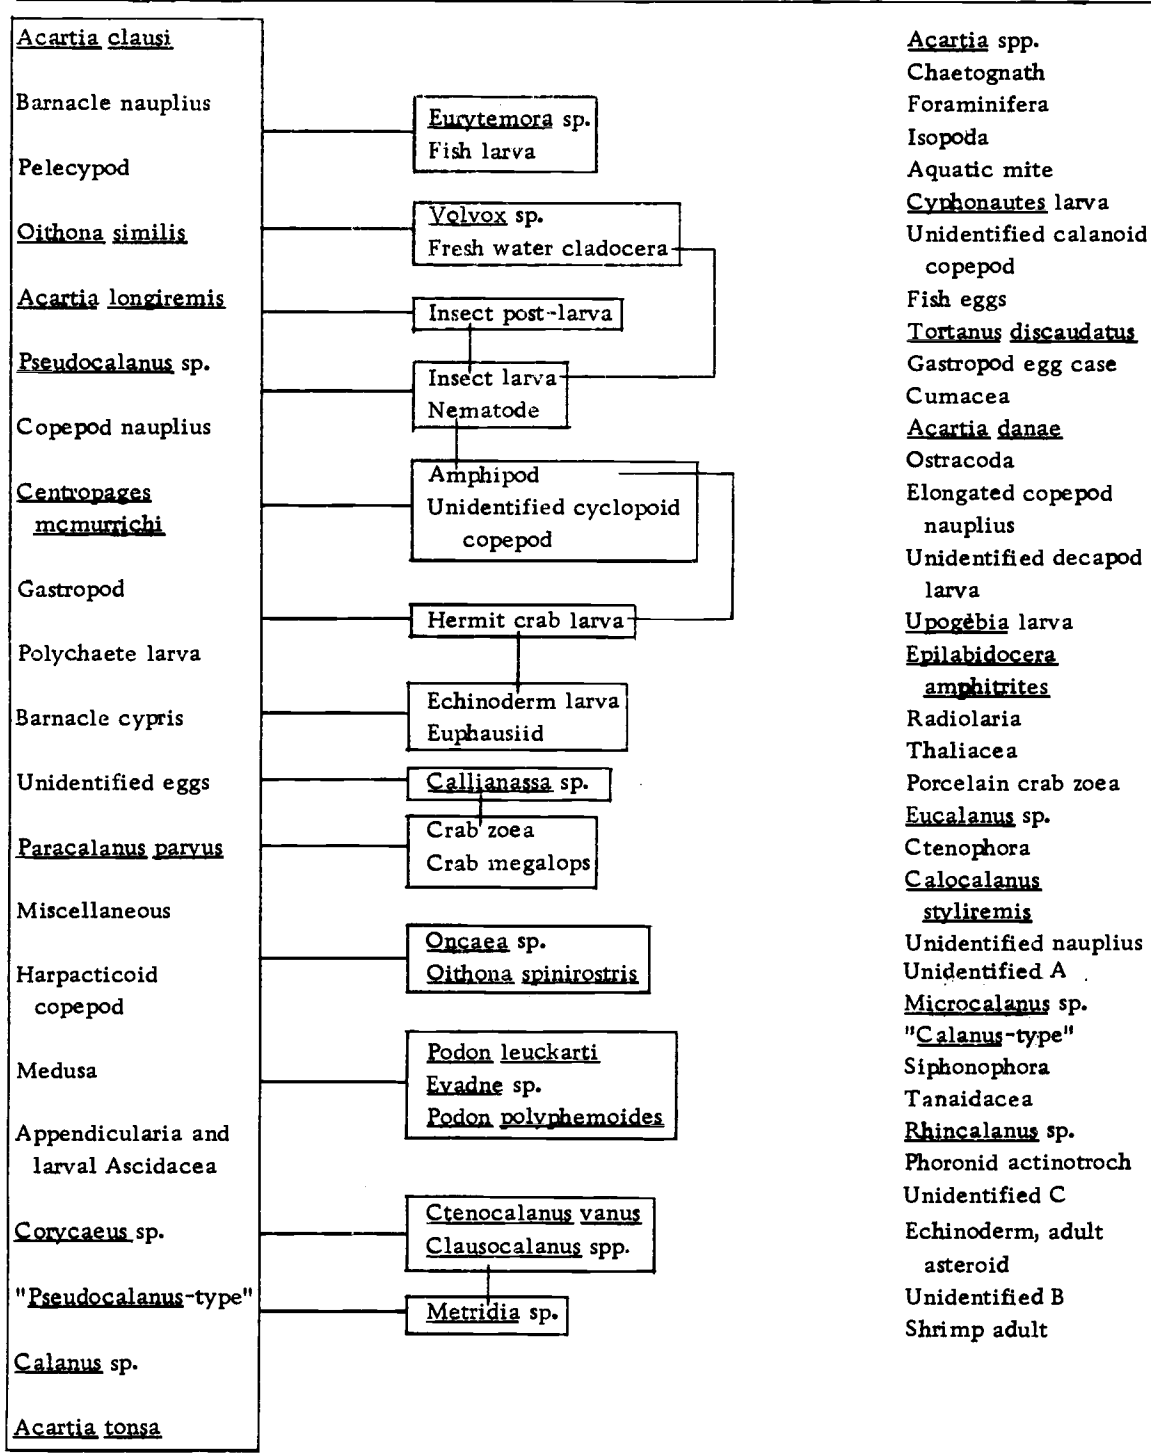 Acartia clausi
Barnacle nauplius
Pelecypod
Oithona similis
Acartia longiremis
Pseudocalanus sp.
Copepod nauplius
Centropages
mcmurrichi
Gastropod
Polychaete larva
Barnacle cypris
Unidentified eggs
Paracalanus parvus
Miscellaneous
Harpacticoid
copepod
Medusa
Appendicularia and
larval Ascidacea
Corycaeus sp.
"Pseudocalanus-type"
Calanus sp.
Acartia tonsa
Eurytemora sp.
Fish larva
Volvox sp.
Fresh water cladocera
Insect post-larva
Insect larva
Nematode
Amphipod
Unidentified cyclopoid
copepod
Hermit crab larva
Echinoderm larva
Euphausiid
Callianassa sp.
Crab zoea
Crab megalops
Oncaea sp.
Oithona spinirostris
Podon leuckarti
Evadne sp.
Podon polyphemoides
Ctenocalanus vanus
Clausocalanus spp.
Metridia sp.
Acartia spp.
Chaetognath
Foraminifera
Isopoda
Aquatic mite
Cyphonautes larva
Unidentified calanoid
copepod
Fish eggs
Tortanus discaudatus
Gastropod egg case
Cumacea
Acartia danae
Ostracoda
Elongated copepod
nauplius
Unidentified decapod
larva
Upogebia larva
Epilabidocera
amphitrites
Radiolaria
Thaliacea
Porcelain crab zoea
Eucalanus sp.
Ctenophora
Calocalanus
styliremis
Unidentified nauplius
Unidentified A
Microcalanus sp.
"Calanus-type"
Siphonophora
Tanaidacea
Rhincalanus sp.
Phoronid actinotroch
Unidentified C
Echinoderm, adult
asteroid
Unidentified B
Shrimp adult